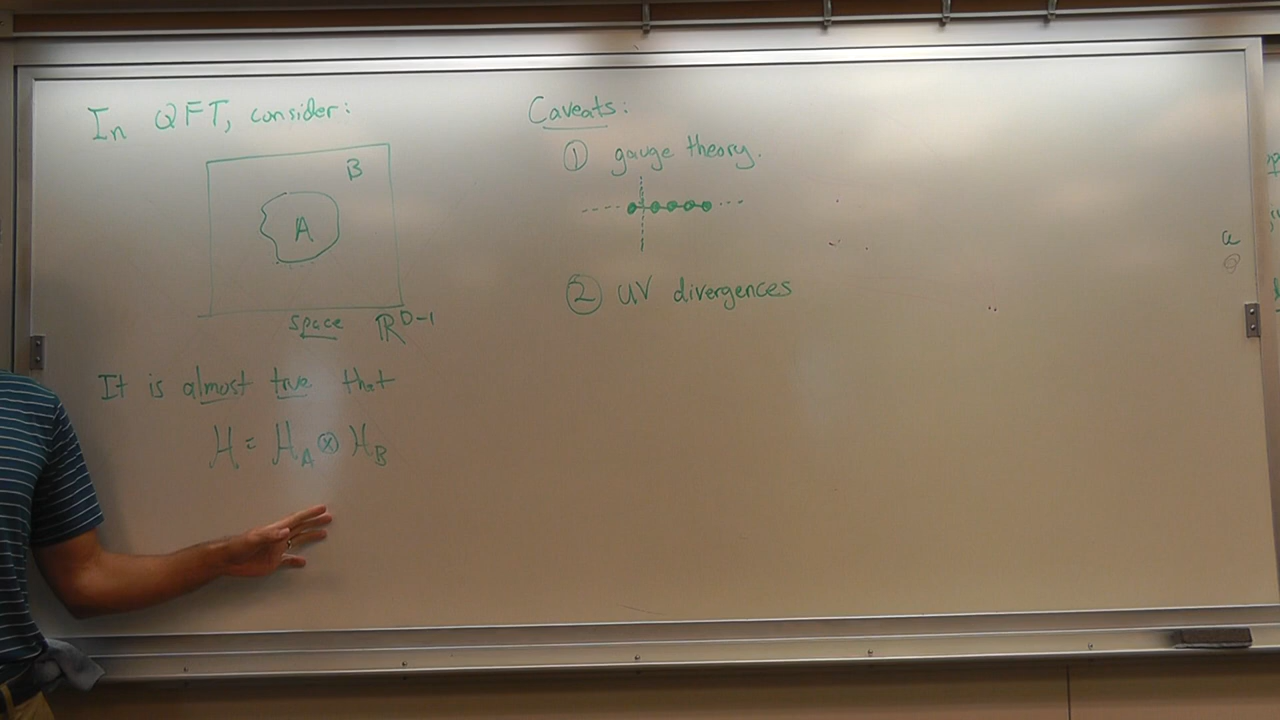 In QFT, consider:
B
A
space ℝ^{D-1}
It is almost true that
ℋ = ℋ_A ⊗ ℋ_B
Caveats:
① gauge theory.
② UV divergences
a